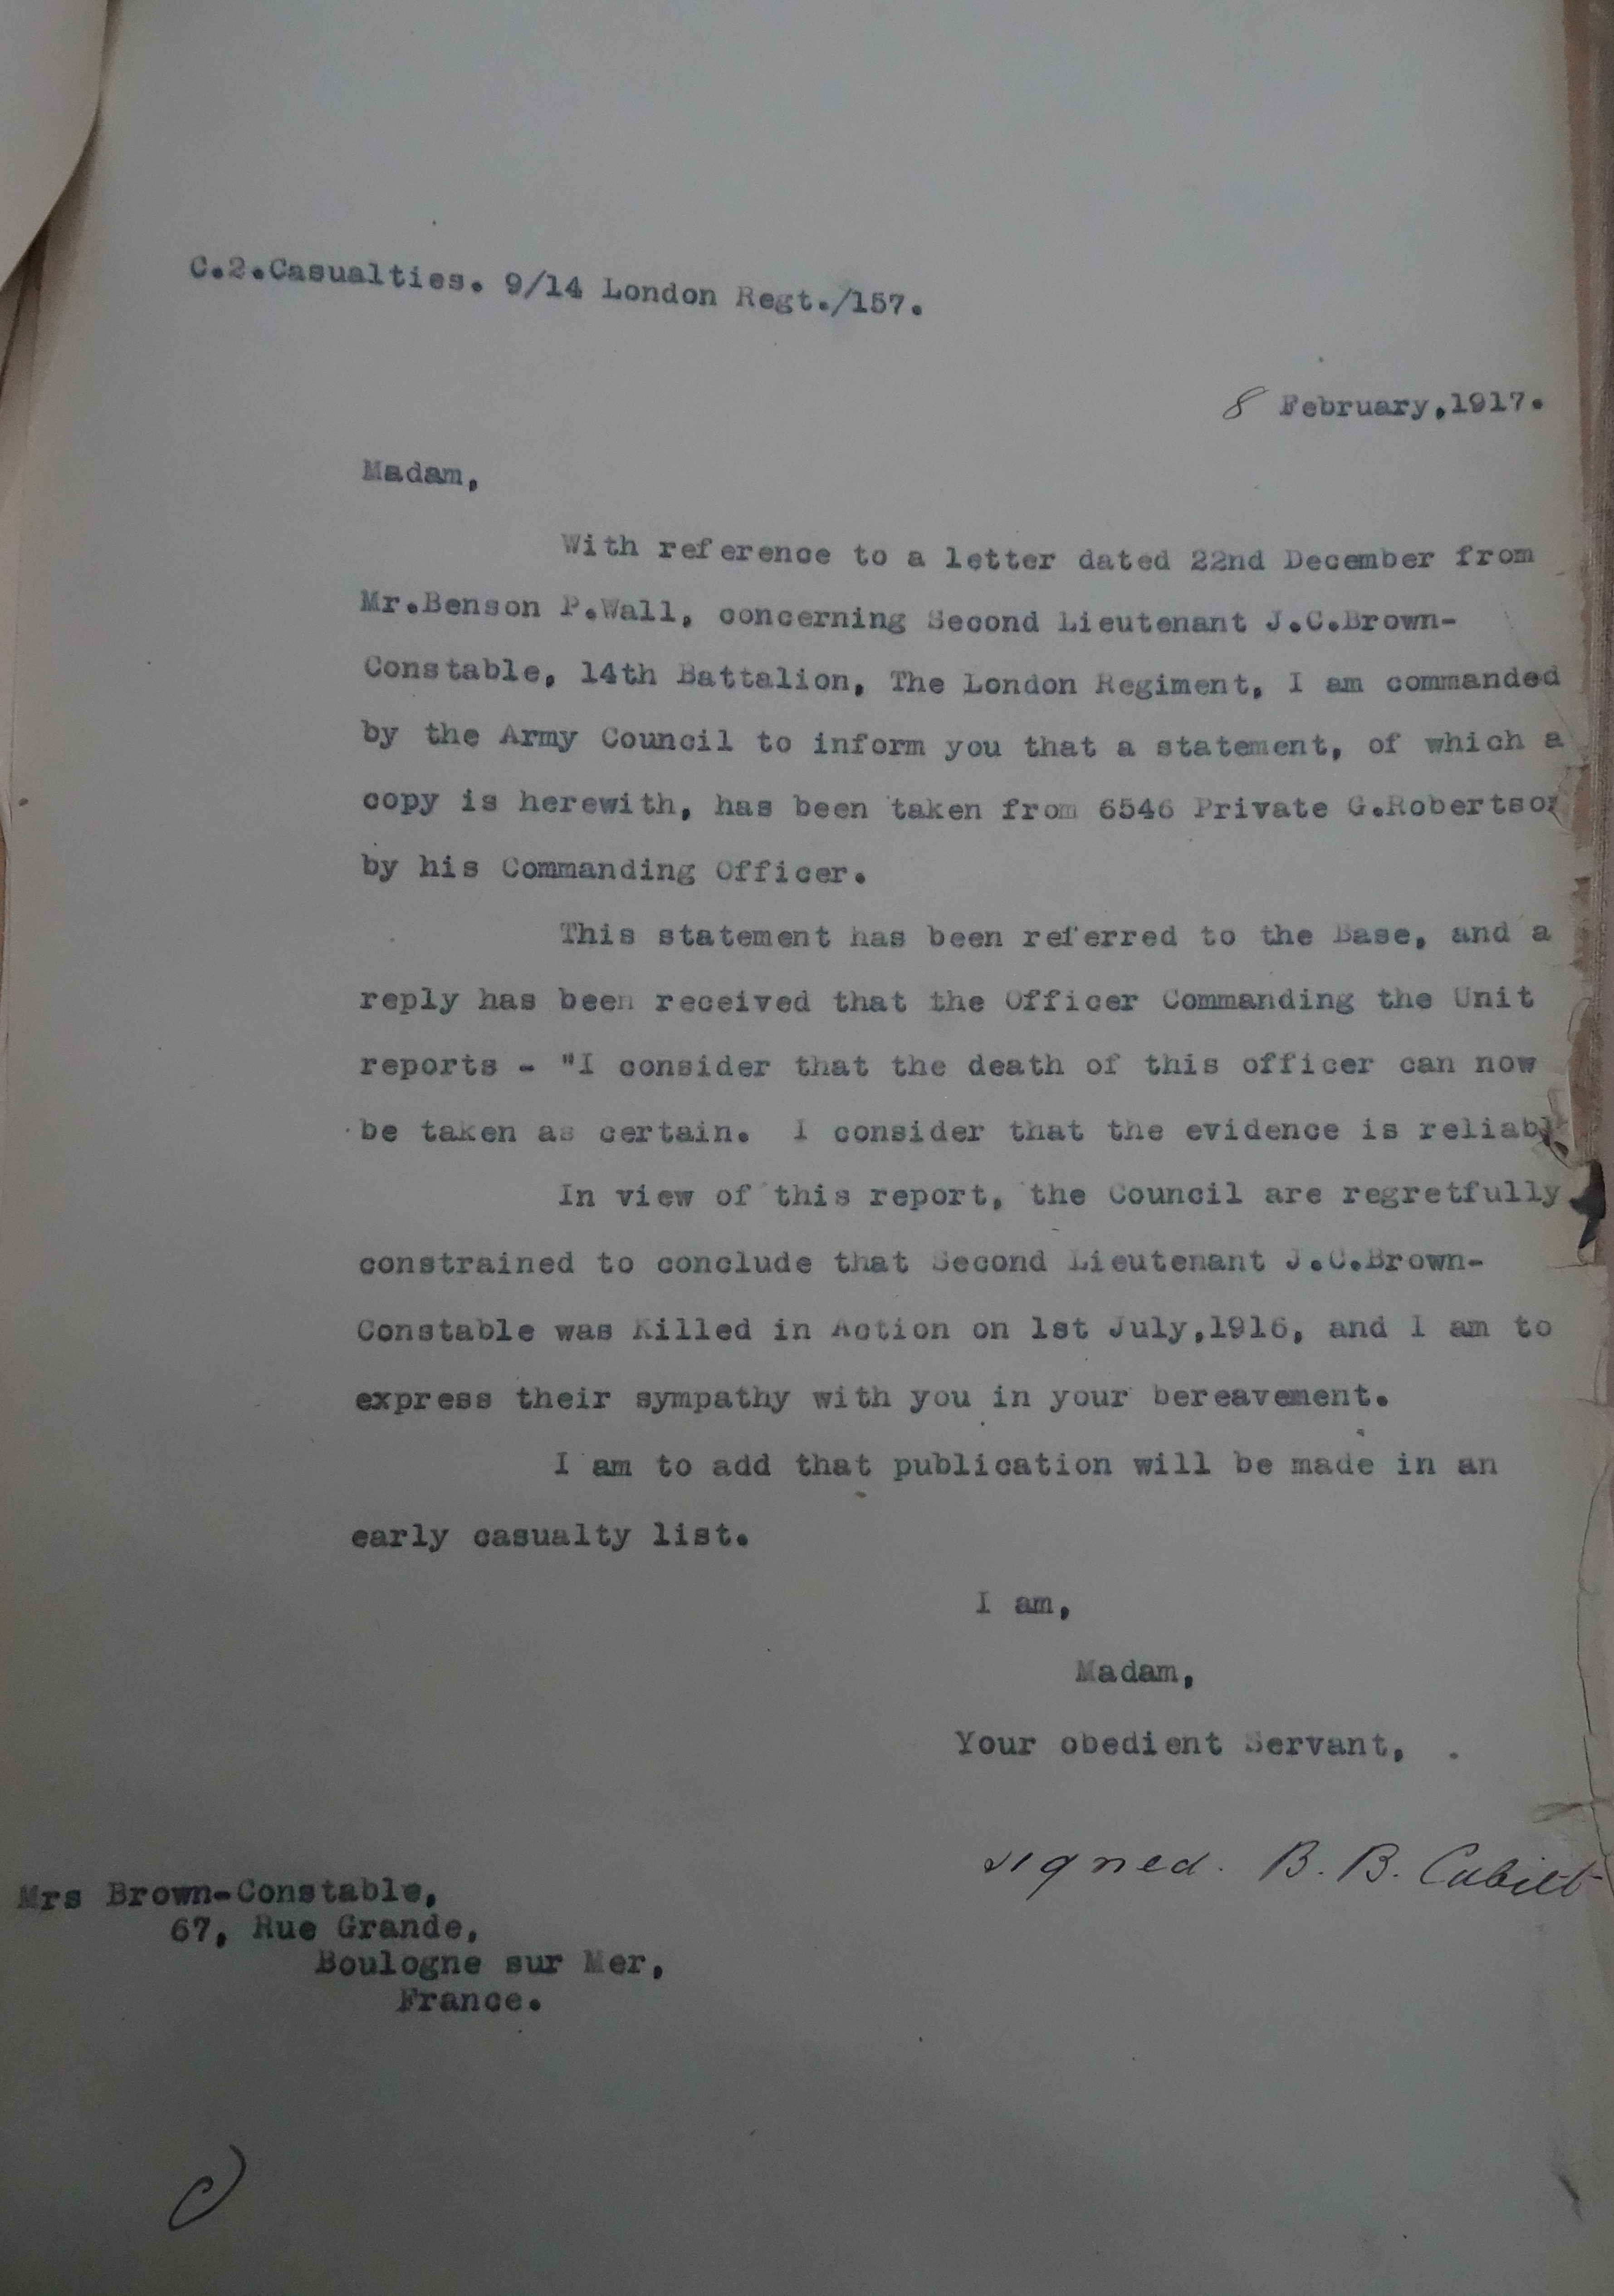 C.2.Casualties. 9/14 London Regt./157.
8 February,1917.
Madam,
With reference to a letter dated 22nd December from
Mr.Benson P.Wall, concerning Second Lieutenant J.C.Brown-
Constable, 14th Battalion, The London Regiment, I am commanded
by the Army Council to inform you that a statement, of which a
copy is herewith, has been taken from 6546 Private G.Robertson
by his Commanding Officer.
This statement has been referred to the Base, and a
reply has been received that the Officer Commanding the Unit
reports - "I consider that the death of this officer can now
be taken as certain. I consider that the evidence is reliabl
In view of this report, the Council are regretfully
constrained to conclude that Second Lieutenant J.C.Brown-
Constable was Killed in Action on 1st July,1916, and I am to
express their sympathy with you in your bereavement.
I am to add that publication will be made in an
early casualty list.
I am,
Madam,
Your obedient Servant,
signed. B. B. Cubitt
Mrs Brown-Constable,
67, Rue Grande,
Boulogne sur Mer,
France.